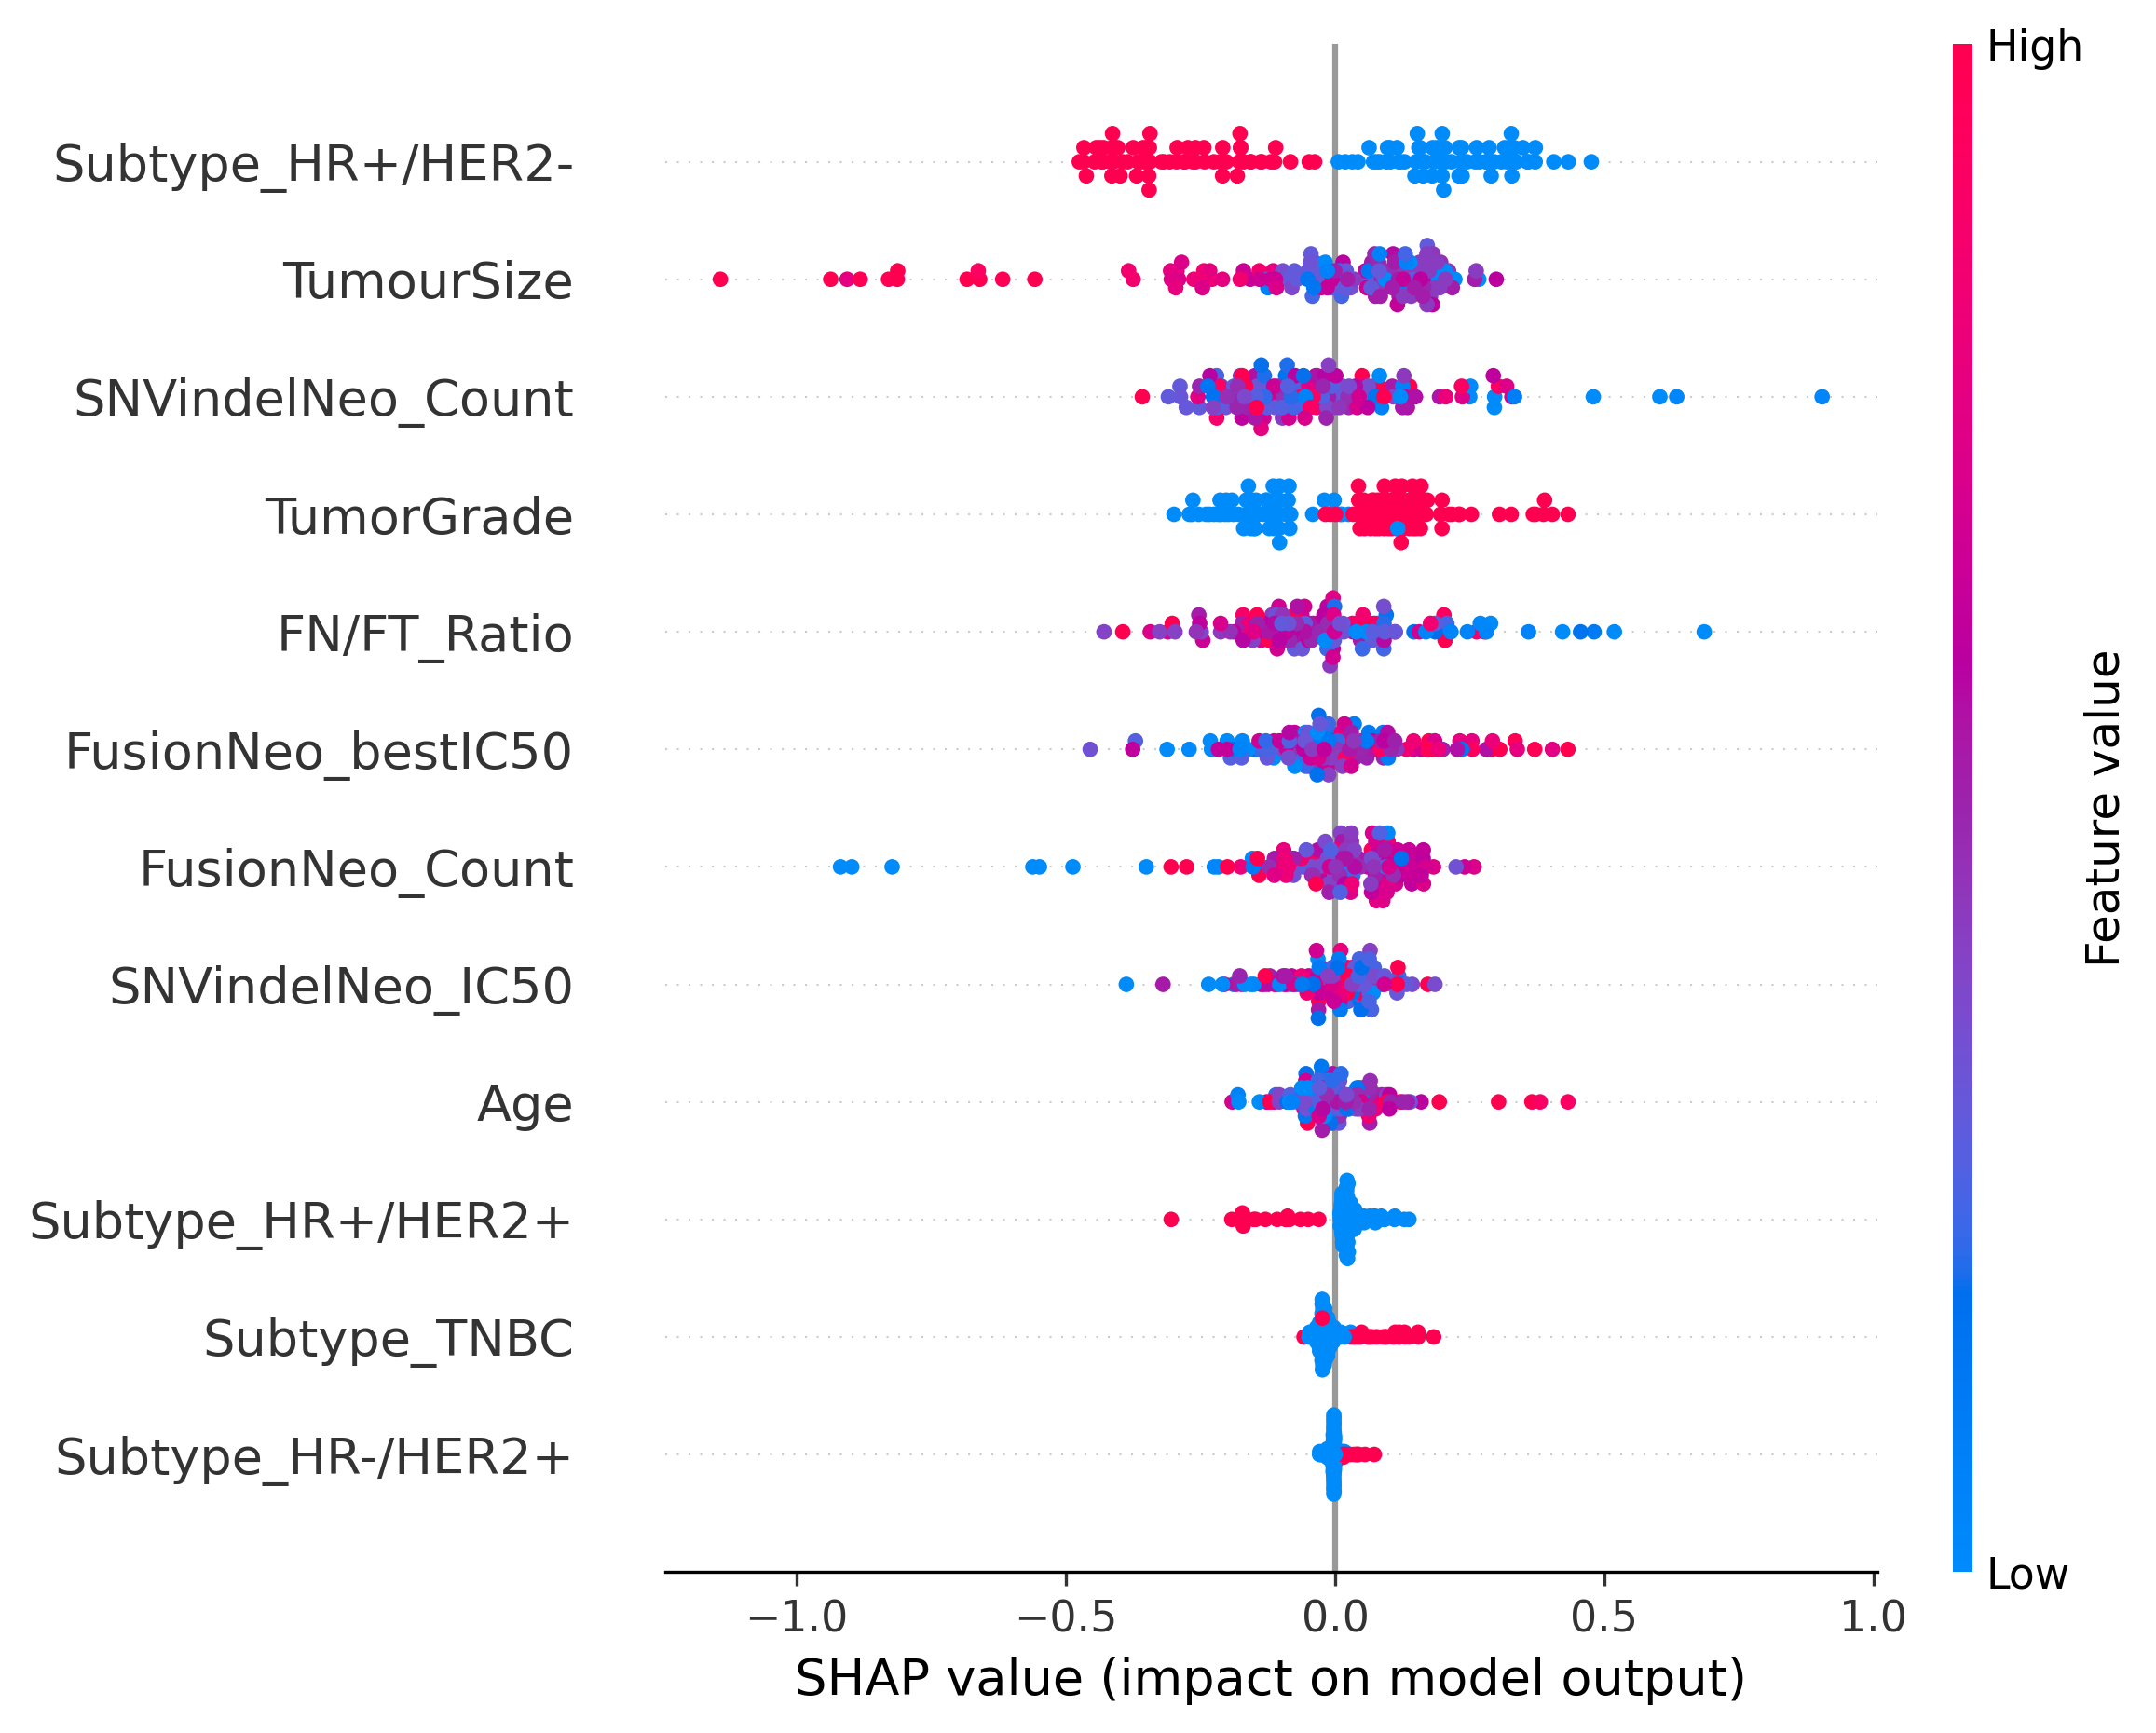 High
Subtype_HR+/HER2-
TumourSize
SNVindelNeo_Count
TumorGrade
FN/FT_Ratio
FusionNeo_bestIC50
FusionNeo_Count
SNVindelNeo_IC50
Age
Subtype_HR+/HER2+
Subtype_TNBC
Subtype_HR-/HER2+
Feature value
Low
−1.0 −0.5 0.0 0.5 1.0
SHAP value (impact on model output)